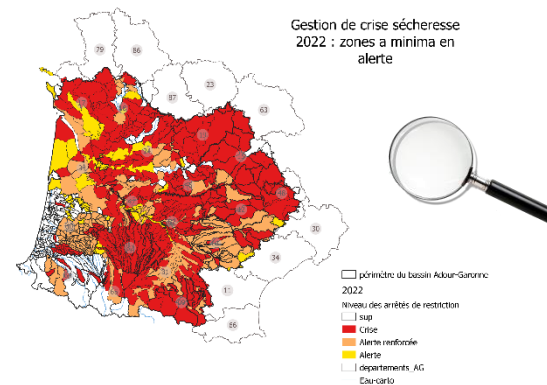 Gestion de crise sécheresse
2022 : zones a minima en
alerte
79
86
87
23
63
30
34
11
66
périmètre du bassin Adour-Garonne
2022
Niveau des arrêtés de restriction
sup
Crise
Alerte renforcée
Alerte
departements_AG
Eau-carto